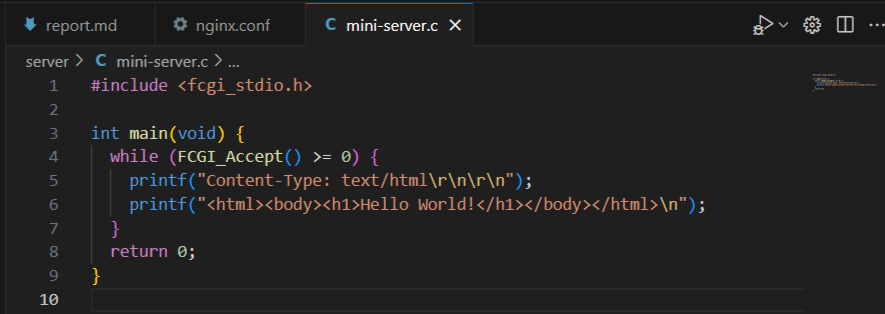 report.md nginx.conf C mini-server.c ×
server > C mini-server.c > ...
1 #include <fcgi_stdio.h>
2
3 int main(void) {
4   while (FCGI_Accept() >= 0) {
5     printf("Content-Type: text/html\r\n\r\n");
6     printf("<html><body><h1>Hello World!</h1></body></html>\n");
7   }
8   return 0;
9 }
10